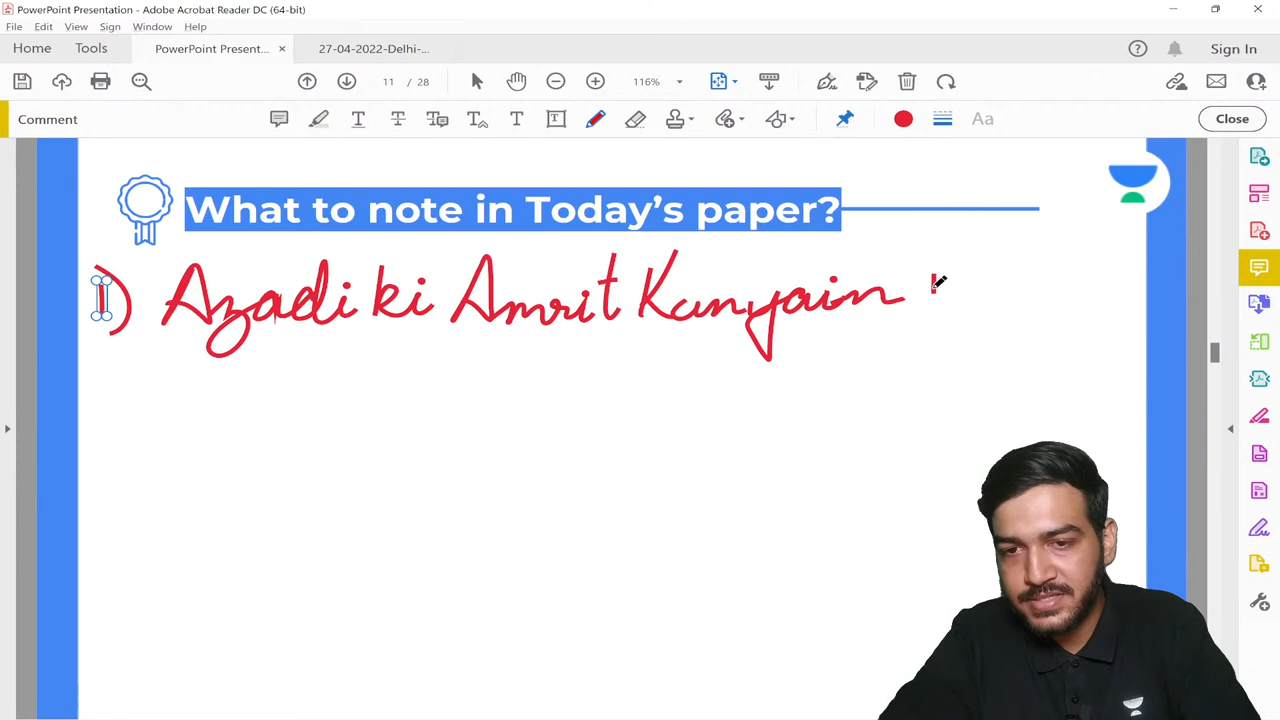 PowerPoint Presentation - Adobe Acrobat Reader DC (64-bit)
File Edit View Sign Window Help
Home Tools PowerPoint Present... × 27-04-2022-Delhi-... Sign In
11 / 28 116%
Comment Aa Close
What to note in Today's paper?
1) Azadi ki Amrit Kanyain